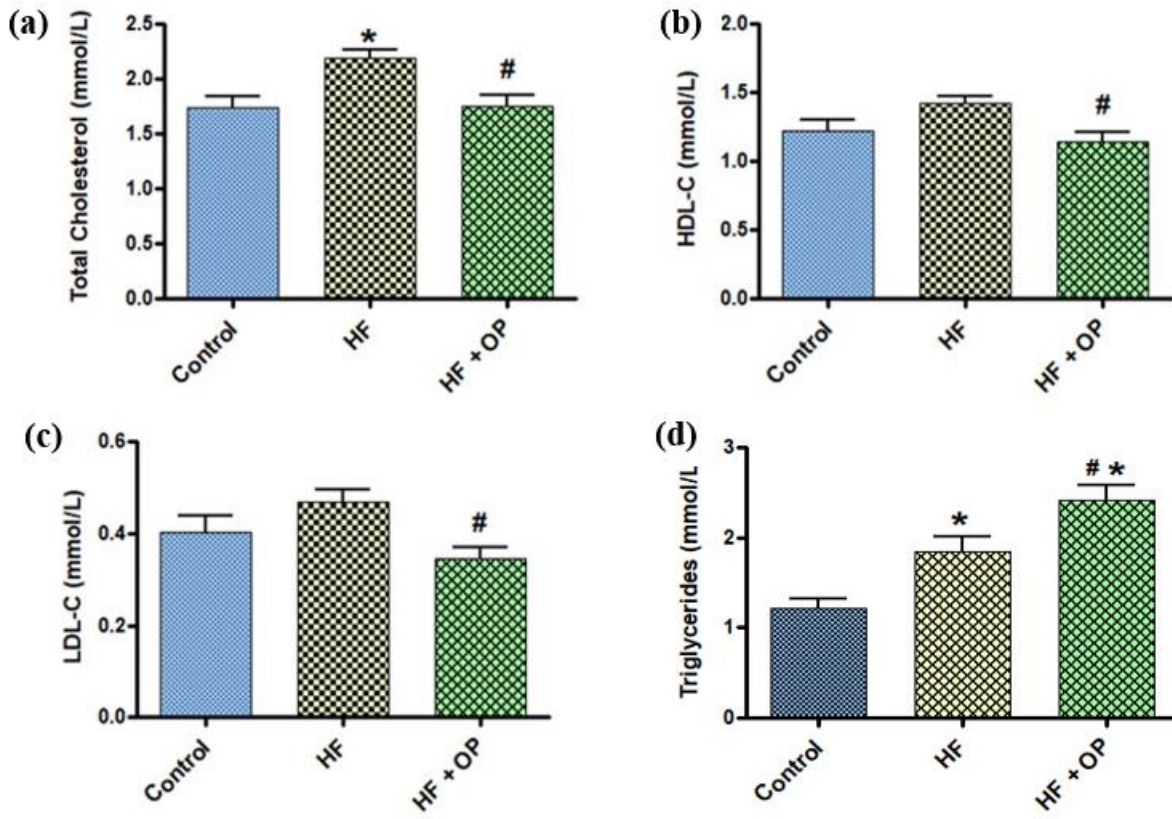 (a)
Total Cholesterol (mmol/L)
2.5
2.0
1.5
1.0
0.5
0.0
*
#
Control
HF
HF + OP
(b)
HDL-C (mmol/L)
2.0
1.5
1.0
0.5
0.0
#
Control
HF
HF + OP
(c)
LDL-C (mmol/L)
0.6
0.4
0.2
0.0
#
Control
HF
HF + OP
(d)
Triglycerides (mmol/L
3
2
1
0
*
# *
Control
HF
HF + OP